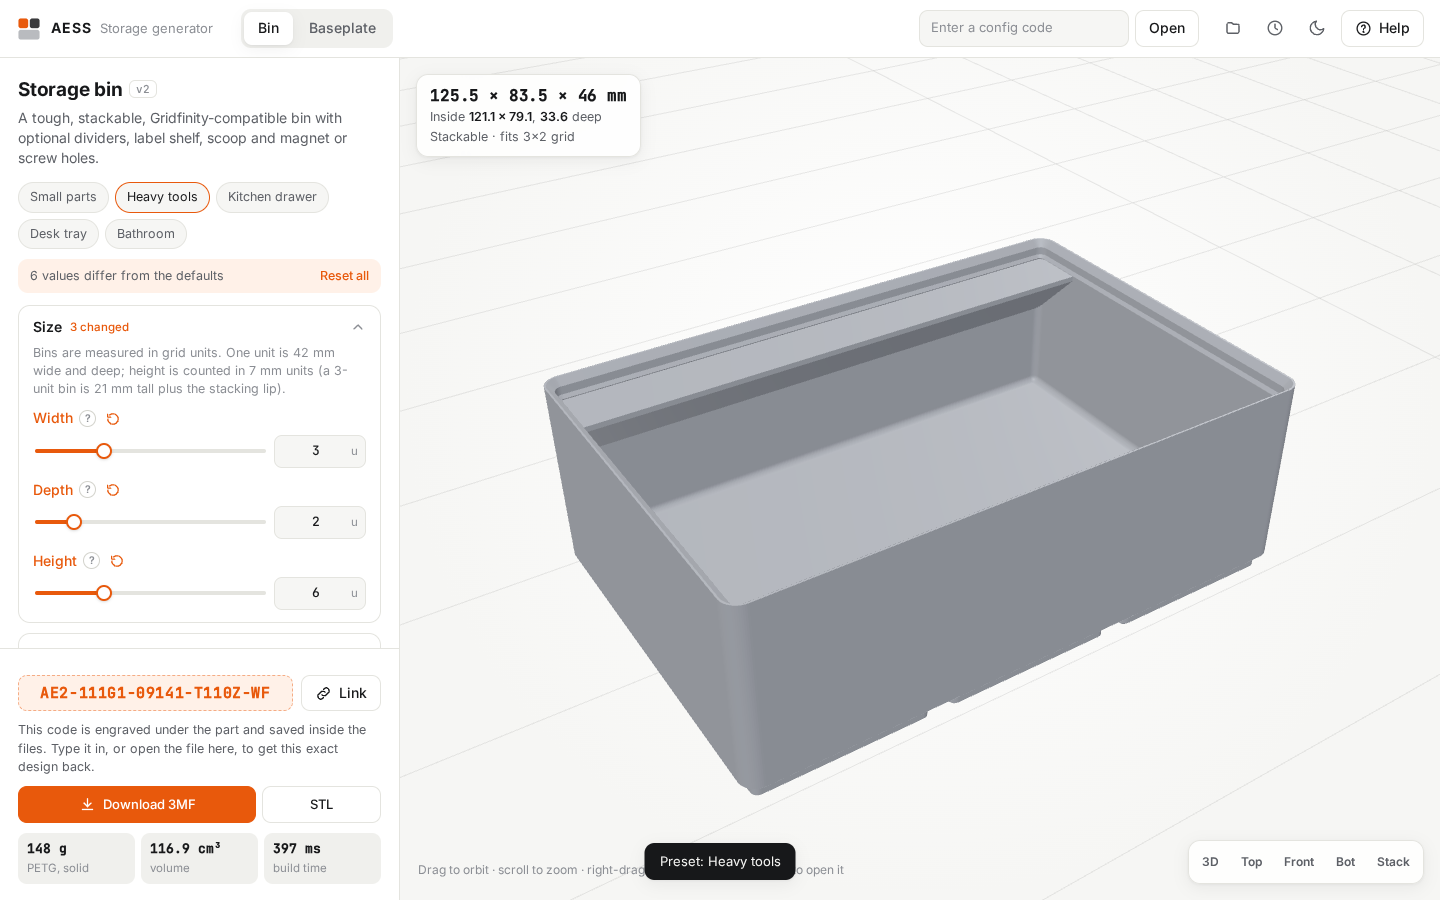 AESS Storage generator
Bin Baseplate
Enter a config code
Open
Help
Storage bin v2
A tough, stackable, Gridfinity-compatible bin with
optional dividers, label shelf, scoop and magnet or
screw holes.
Small parts Heavy tools Kitchen drawer
Desk tray Bathroom
6 values differ from the defaults Reset all
Size 3 changed
Bins are measured in grid units. One unit is 42 mm
wide and deep; height is counted in 7 mm units (a 3-
unit bin is 21 mm tall plus the stacking lip).
Width ?
3 u
Depth ?
2 u
Height ?
6 u
AE2-111G1-09141-T110Z-WF Link
This code is engraved under the part and saved inside the
files. Type it in, or open the file here, to get this exact
design back.
Download 3MF STL
148 g
PETG, solid
116.9 cm³
volume
397 ms
build time
125.5 × 83.5 × 46 mm
Inside 121.1 × 79.1, 33.6 deep
Stackable · fits 3×2 grid
Drag to orbit · scroll to zoom · right-drag
Preset: Heavy tools
o open it
3D Top Front Bot Stack